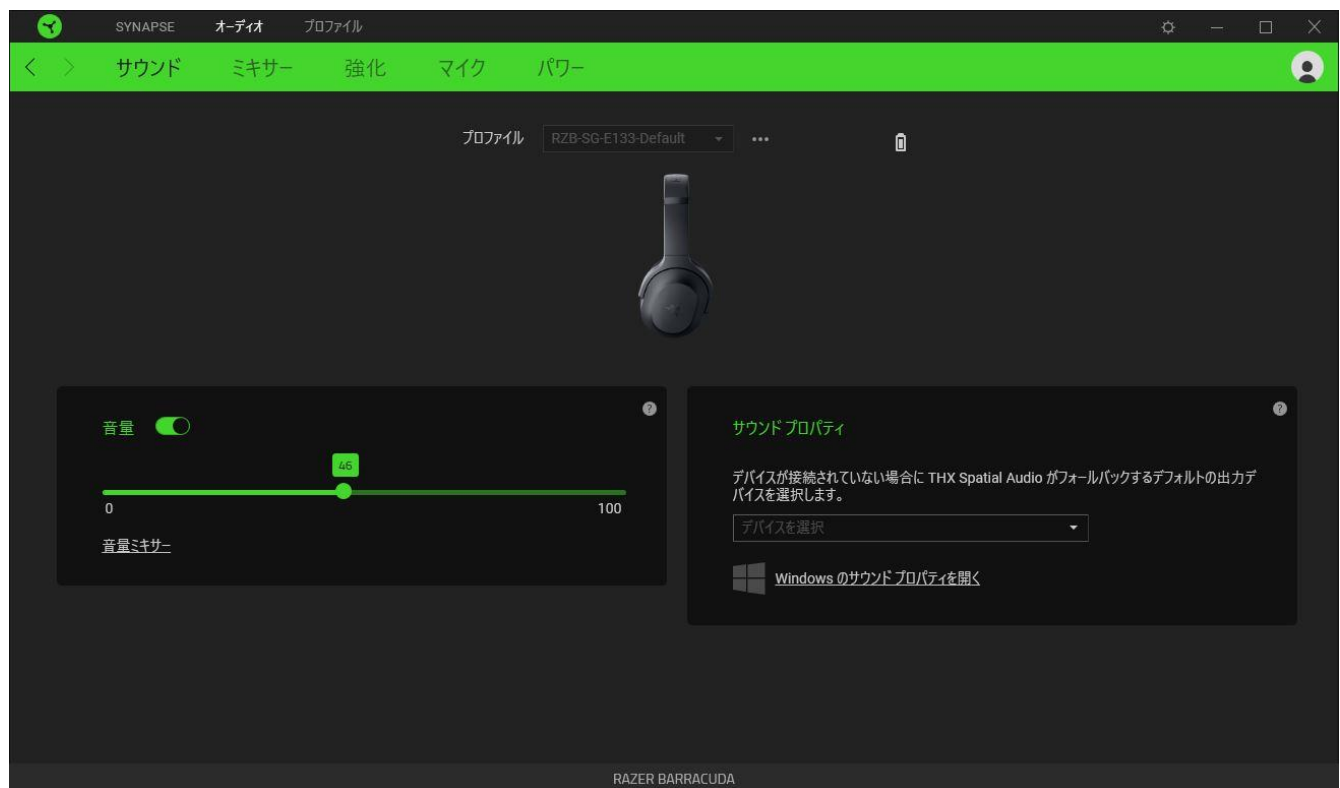 SYNAPSE オーディオ プロファイル
サウンド ミキサー 強化 マイク パワー
プロファイル RZB-SG-E133-Default
音量
46
0 100
音量ミキサー
サウンド プロパティ
デバイスが接続されていない場合に THX Spatial Audio がフォールバックするデフォルトの出力デ
バイスを選択します。
デバイスを選択
Windows のサウンド プロパティを開く
RAZER BARRACUDA